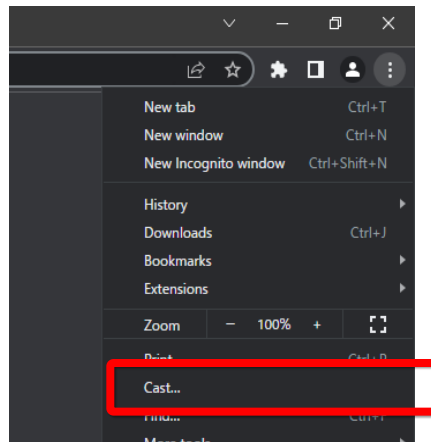 New tab Ctrl+T
New window Ctrl+N
New Incognito window Ctrl+Shift+N
History
Downloads Ctrl+J
Bookmarks
Extensions
Zoom − 100% +
Cast...